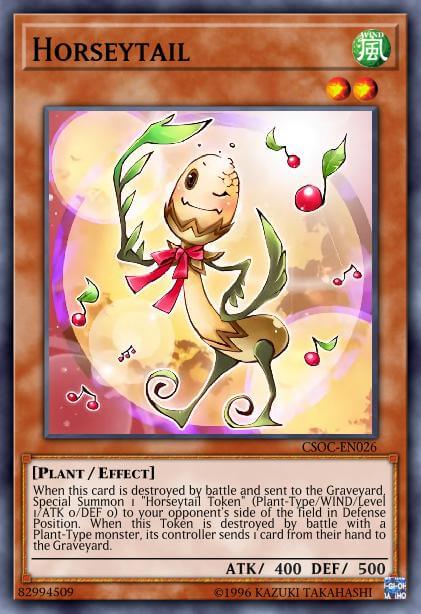 HORSEYTAIL
WIND
風
CSOC-EN026
[PLANT / EFFECT]
When this card is destroyed by battle and sent to the Graveyard,
Special Summon 1 "Horseytail Token" (Plant-Type/WIND/Level
1/ATK 0/DEF 0) to your opponent's side of the field in Defense
Position. When this Token is destroyed by battle with a
Plant-Type monster, its controller sends 1 card from their hand to
the Graveyard.
ATK/ 400 DEF/ 500
82994509
©1996 KAZUKI TAKAHASHI